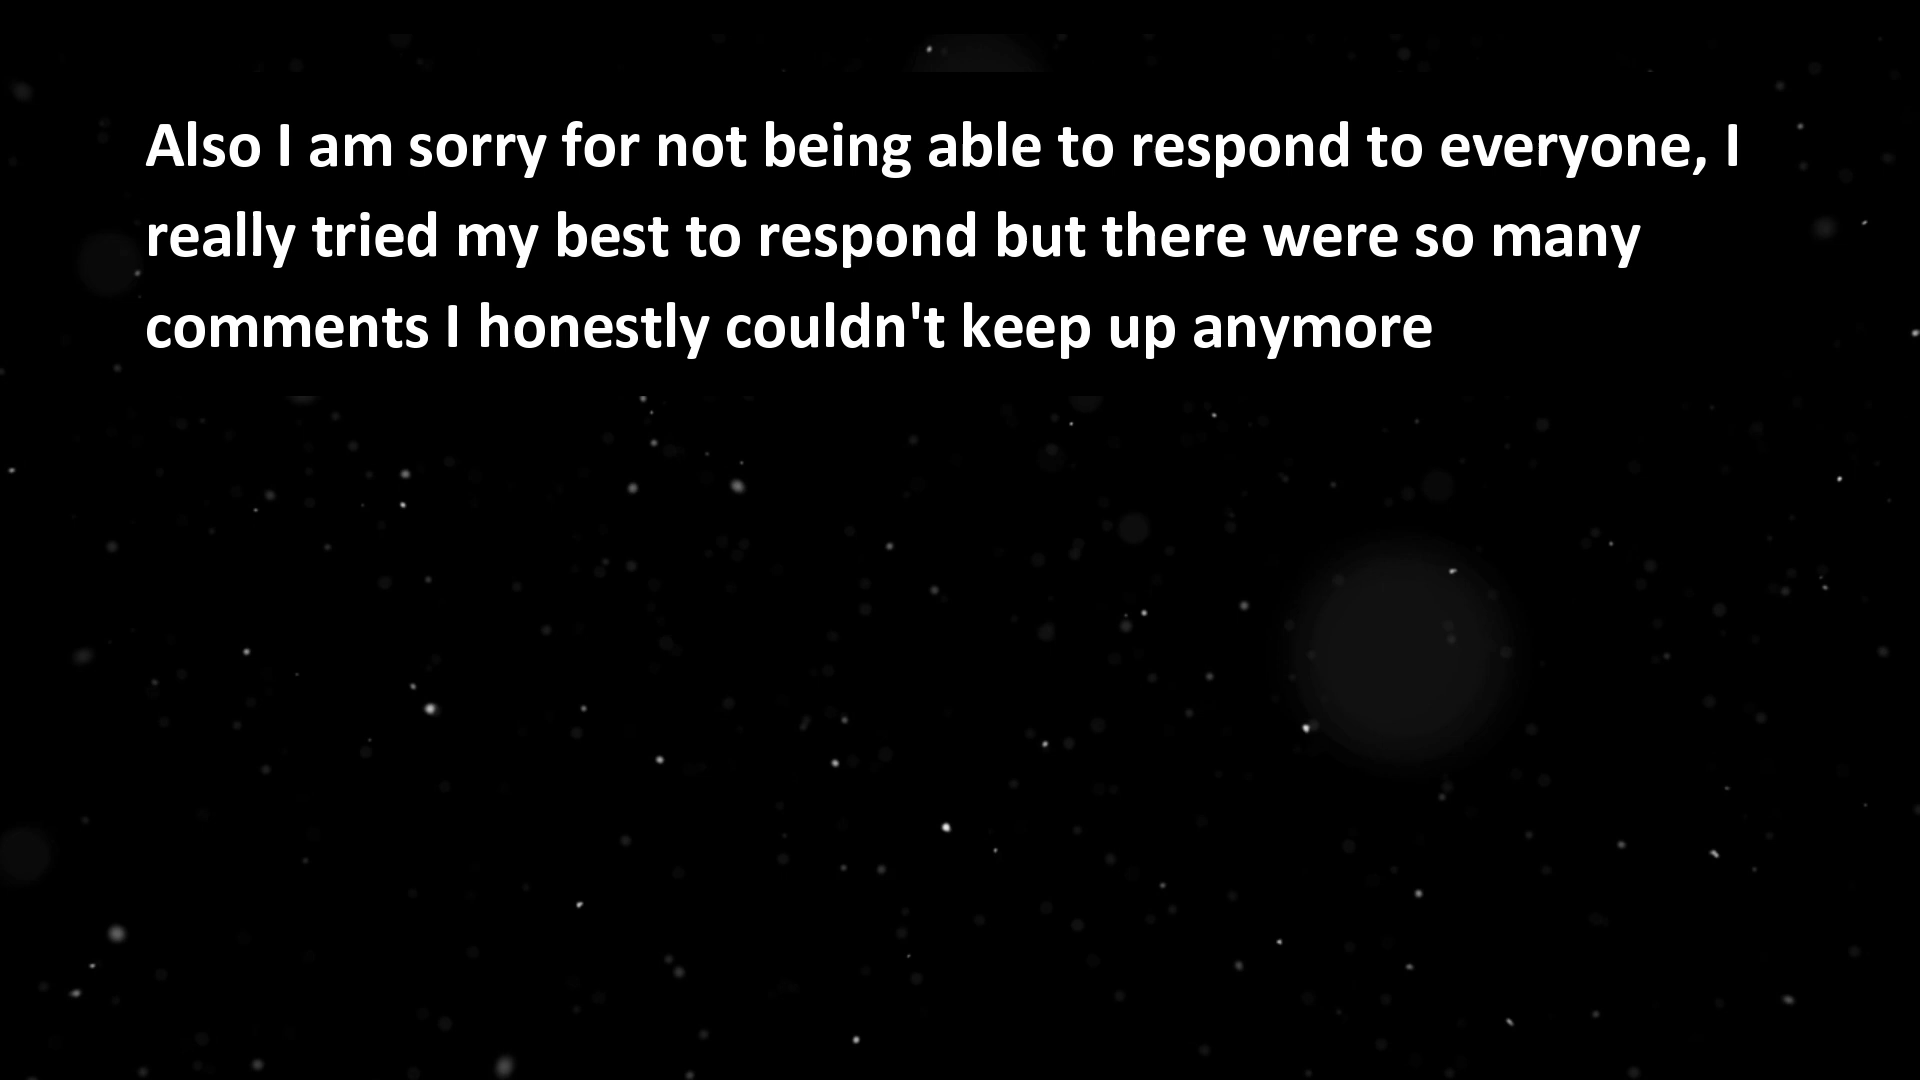 Also I am sorry for not being able to respond to everyone, I
really tried my best to respond but there were so many
comments I honestly couldn't keep up anymore